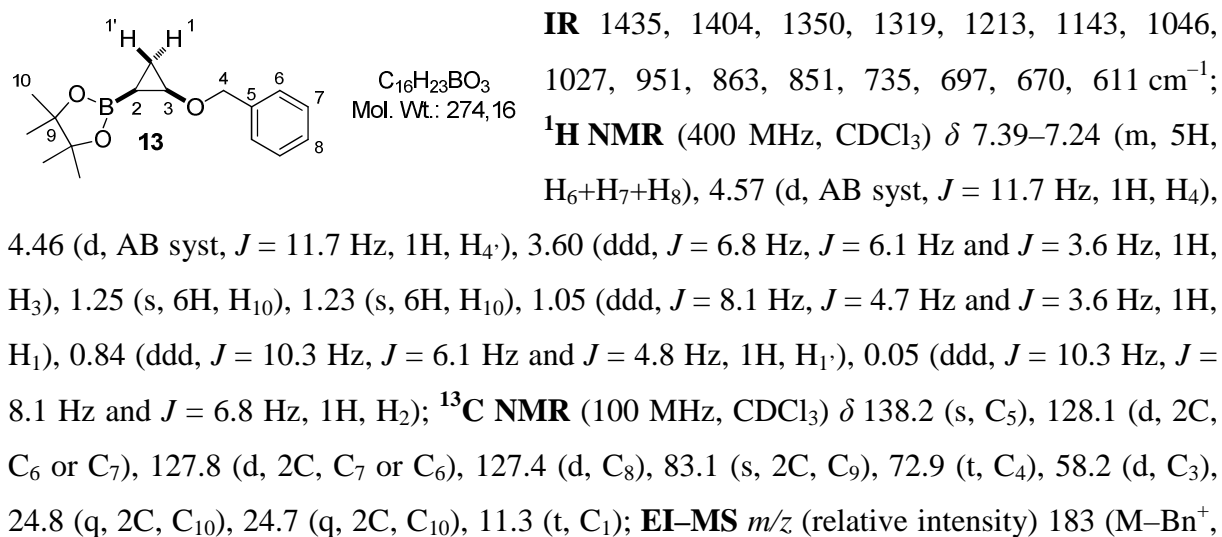 H 1' H 1
10 O B 2 3 O 4 5 6 7 8
9 O 13
C₁₆H₂₃BO₃
Mol. Wt.: 274,16
IR 1435, 1404, 1350, 1319, 1213, 1143, 1046,
1027, 951, 863, 851, 735, 697, 670, 611 cm⁻¹;
¹H NMR (400 MHz, CDCl₃) δ 7.39–7.24 (m, 5H,
H₆+H₇+H₈), 4.57 (d, AB syst, J = 11.7 Hz, 1H, H₄),
4.46 (d, AB syst, J = 11.7 Hz, 1H, H₄'), 3.60 (ddd, J = 6.8 Hz, J = 6.1 Hz and J = 3.6 Hz, 1H,
H₃), 1.25 (s, 6H, H₁₀), 1.23 (s, 6H, H₁₀), 1.05 (ddd, J = 8.1 Hz, J = 4.7 Hz and J = 3.6 Hz, 1H,
H₁), 0.84 (ddd, J = 10.3 Hz, J = 6.1 Hz and J = 4.8 Hz, 1H, H₁'), 0.05 (ddd, J = 10.3 Hz, J =
8.1 Hz and J = 6.8 Hz, 1H, H₂); ¹³C NMR (100 MHz, CDCl₃) δ 138.2 (s, C₅), 128.1 (d, 2C,
C₆ or C₇), 127.8 (d, 2C, C₇ or C₆), 127.4 (d, C₈), 83.1 (s, 2C, C₉), 72.9 (t, C₄), 58.2 (d, C₃),
24.8 (q, 2C, C₁₀), 24.7 (q, 2C, C₁₀), 11.3 (t, C₁); EI–MS m/z (relative intensity) 183 (M–Bn⁺,